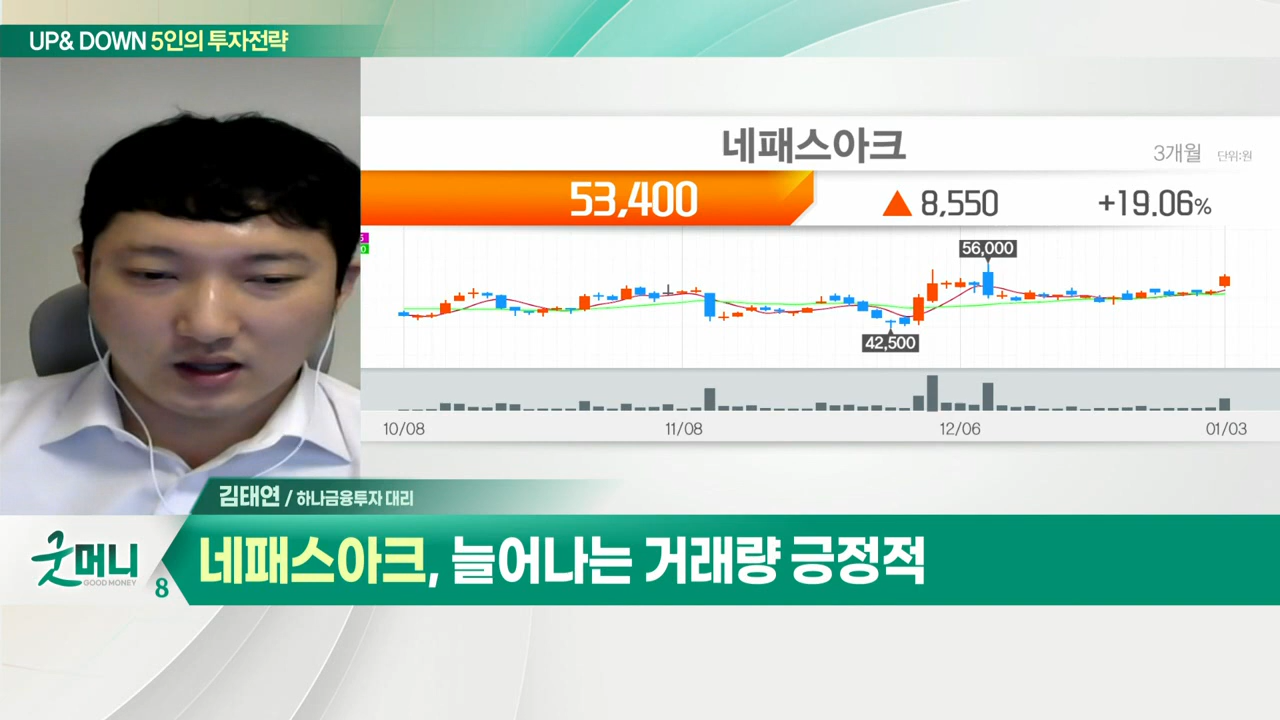 UP& DOWN 5인의 투자전략
네패스아크
3개월 단위:원
53,400 ▲ 8,550 +19.06%
5
0
56,000
42,500
10/08 11/08 12/06 01/03
김태연 / 하나금융투자 대리
굿머니
GOOD MONEY
8
네패스아크, 늘어나는 거래량 긍정적